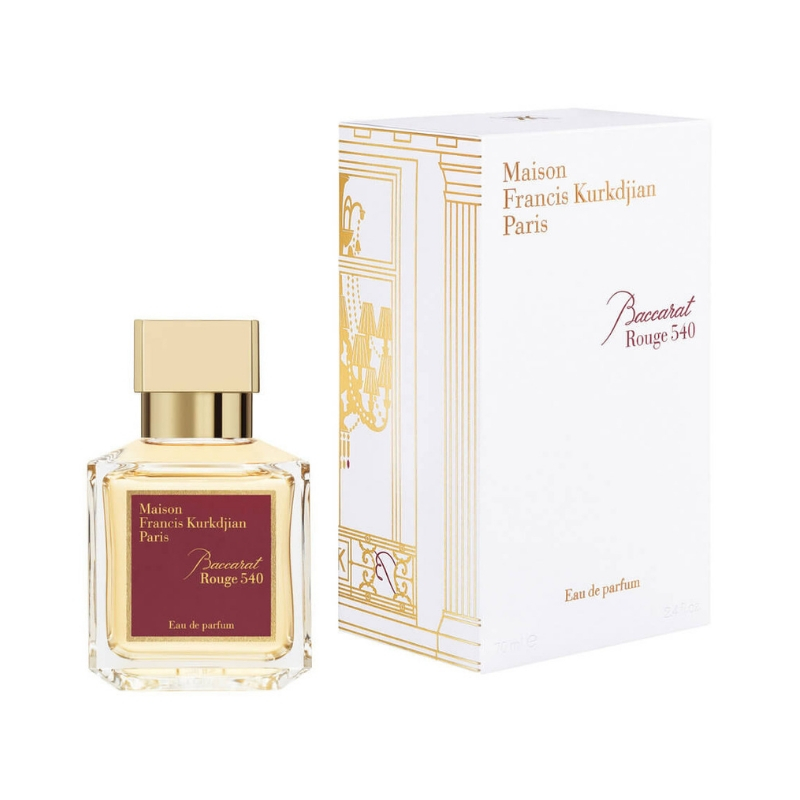 Maison
Francis Kurkdjian
Paris
Baccarat
Rouge 540
Eau de parfum
Maison
Francis Kurkdjian
Paris
Baccarat
Rouge 540
Eau de parfum